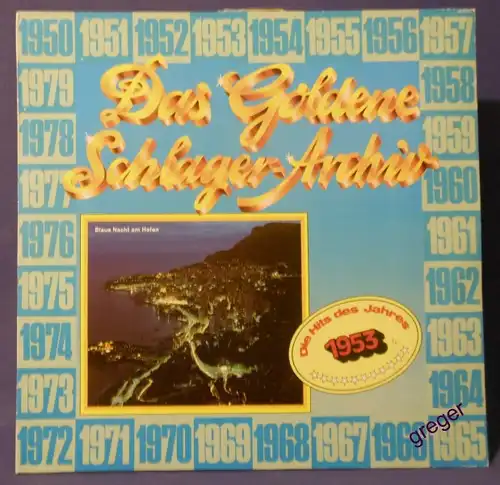 1950 1951 1952 1953 1954 1955 1956 1957
1979
1958
Das Goldene
1978
1959
Schlager-Archiv
1977
1960
1976
Blaue Nacht am Hafen
1961
1975
1962
Die Hits des Jahres
1953
1974
1963
1973
1964
1972 1971 1970 1969 1968 1967 1966 1965
greger